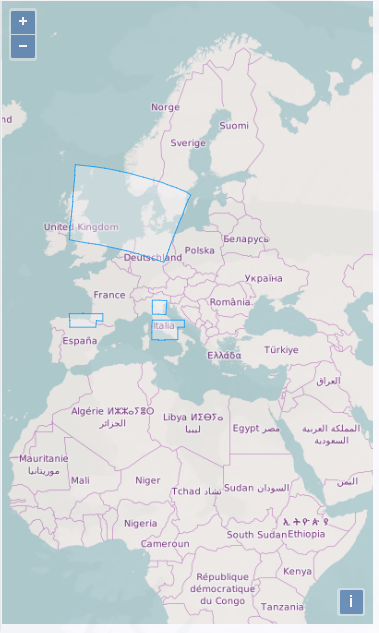 +
−
nd
Norge
Suomi
Sverige
United Kingdom
Беларусь
Polska
Deutschland
Україна
France
România
Italia
España
Ελλάδα
Türkiye
العراق
Algérie ⵍⵣⵣⴰⵢⴻⵔ
الجزائر
Libya ⵍⵉⴱⵢⴰ
ليبيا
Egypt مصر
المملكة العربية
السعودية
Mauritanie
موريتانيا
Mali
Niger
Tchad تشاد
Sudan السودان
اليمن
Nigeria
South Sudan
ኢትዮጵያ
Ethiopia
Cameroun
Kenya
République
démocratique
du Congo
Tanzania
i